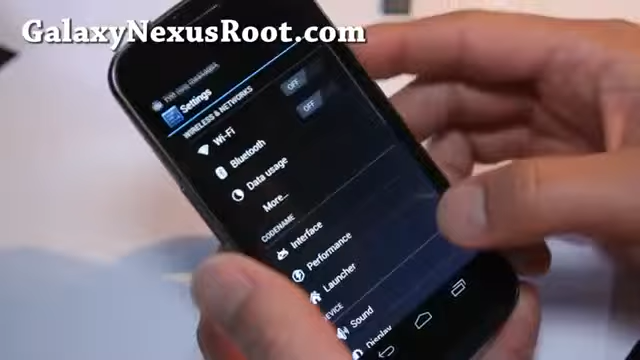 GalaxyNexusRoot.com
Settings
WIRELESS & NETWORKS
Wi-Fi
OFF
Bluetooth
OFF
Data usage
More...
CODENAME
Interface
Performance
Launcher
DEVICE
Sound
Display